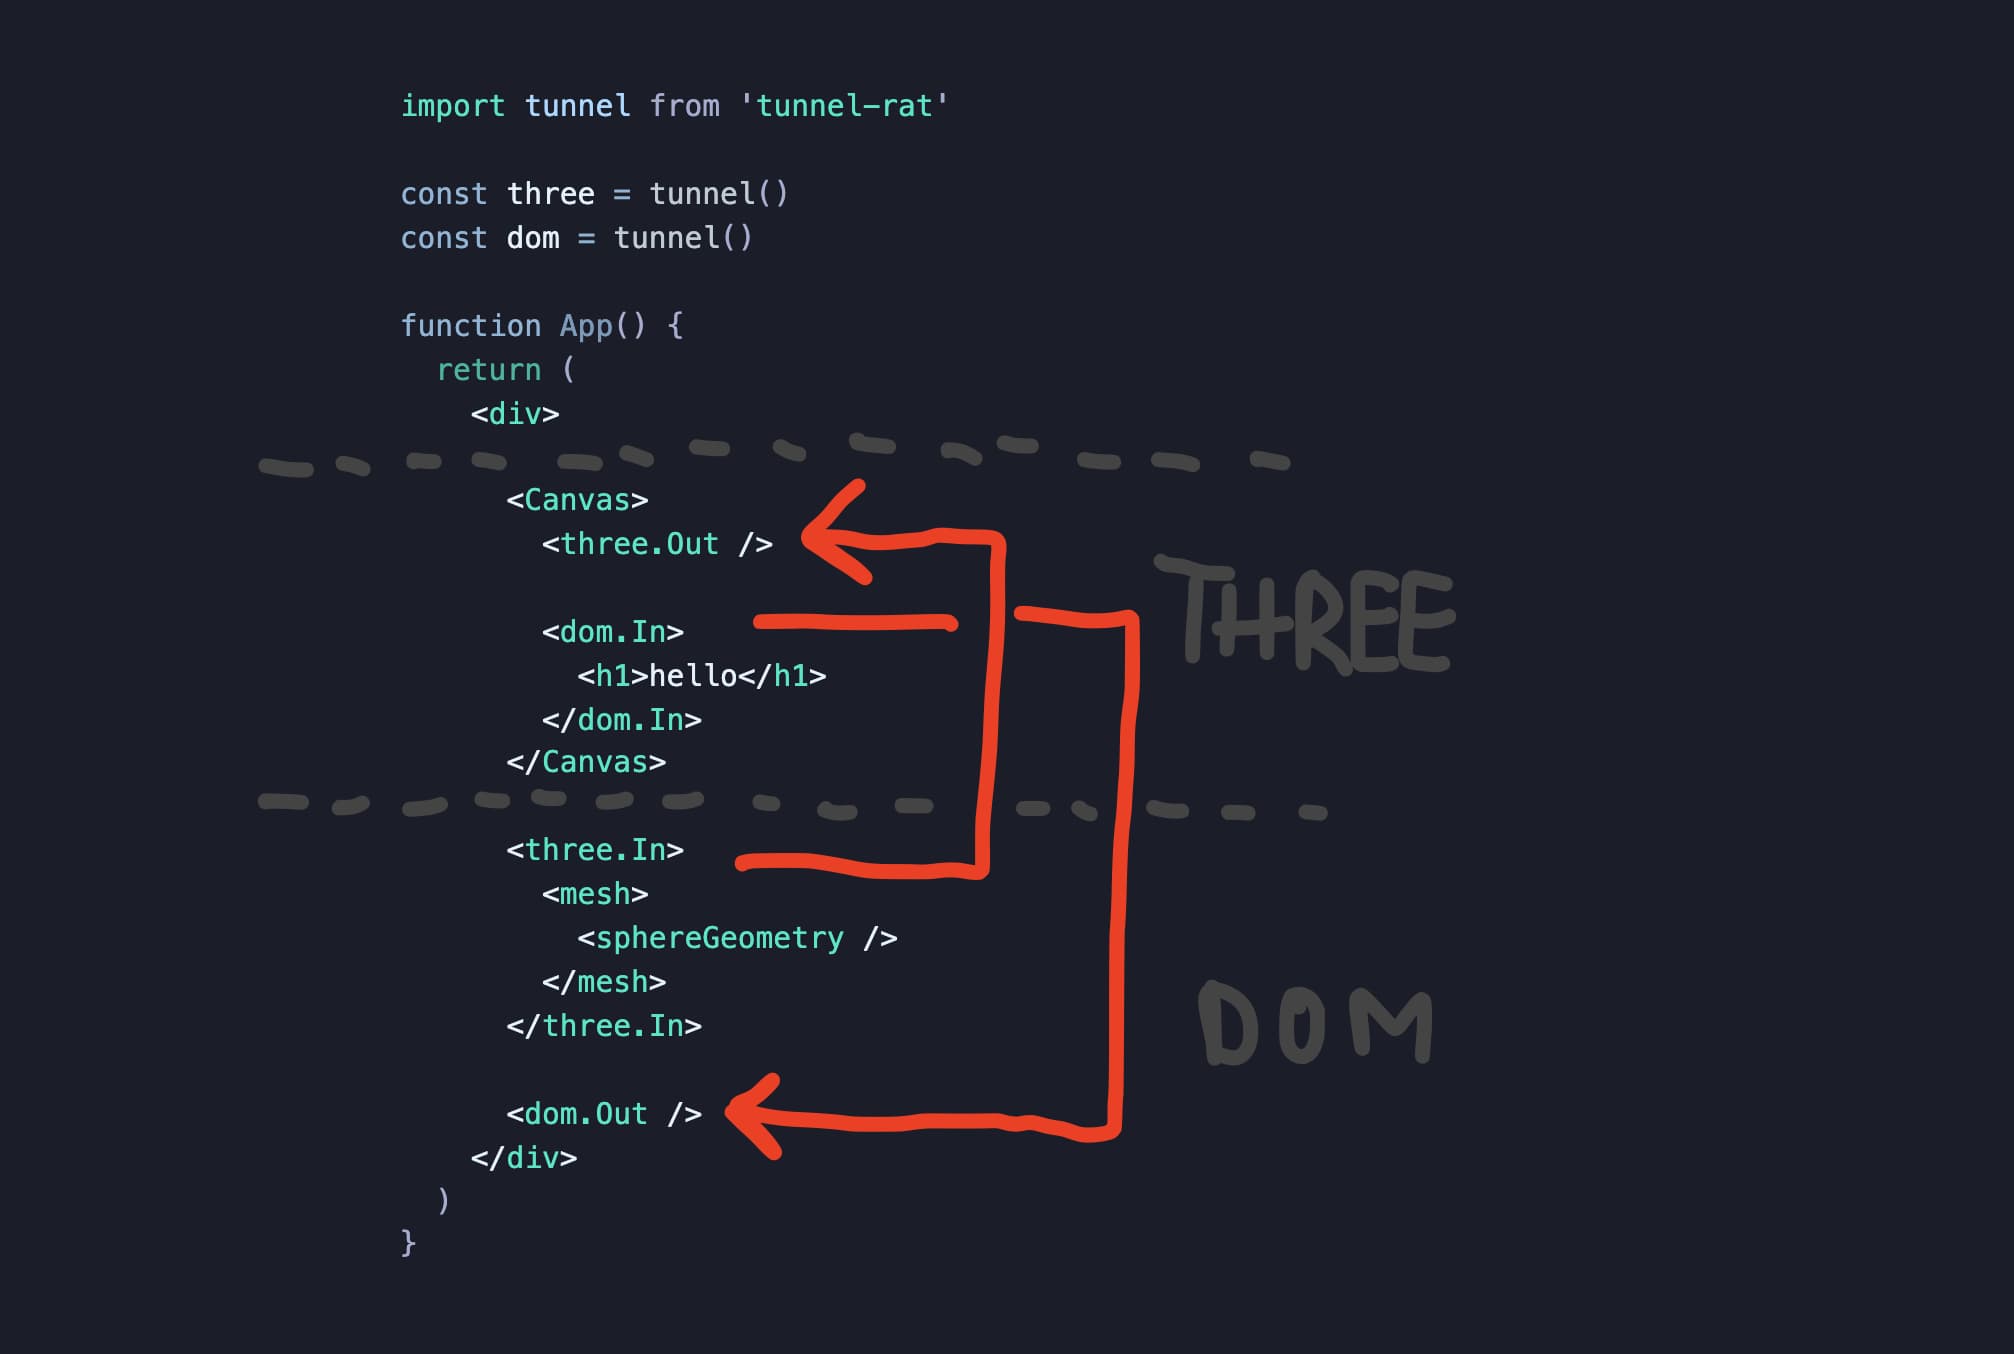 import tunnel from 'tunnel-rat'
const three = tunnel()
const dom = tunnel()
function App() {
return (
<div>
<Canvas>
<three.Out />
THREE
<dom.In>
<h1>hello</h1>
</dom.In>
</Canvas>
<three.In>
<mesh>
<sphereGeometry />
</mesh>
</three.In>
DOM
<dom.Out />
</div>
)
}